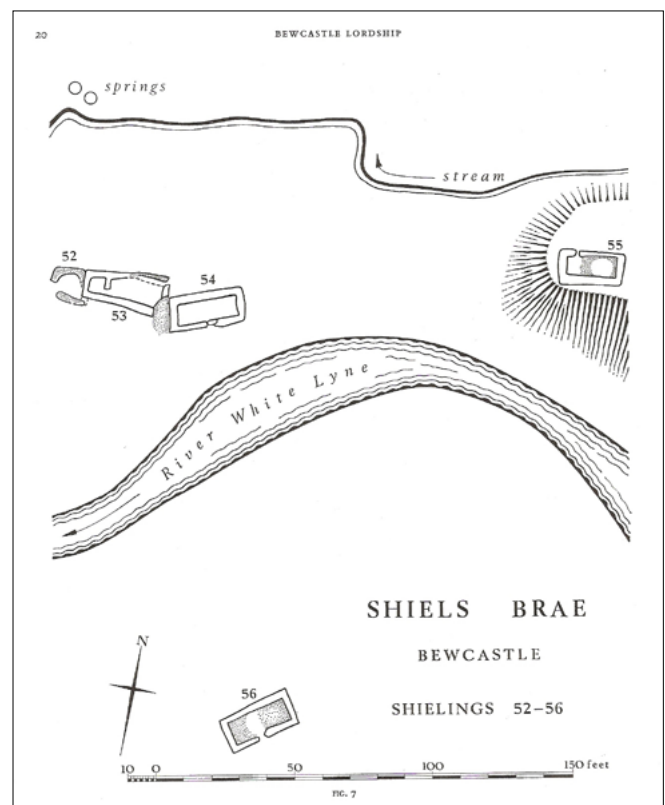 20
BEWCASTLE LORDSHIP
springs
stream
52
53
54
55
River White Lyne
SHIELS BRAE
BEWCASTLE
SHIELINGS 52–56
N
56
10 0 50 100 150 feet
FIG. 7